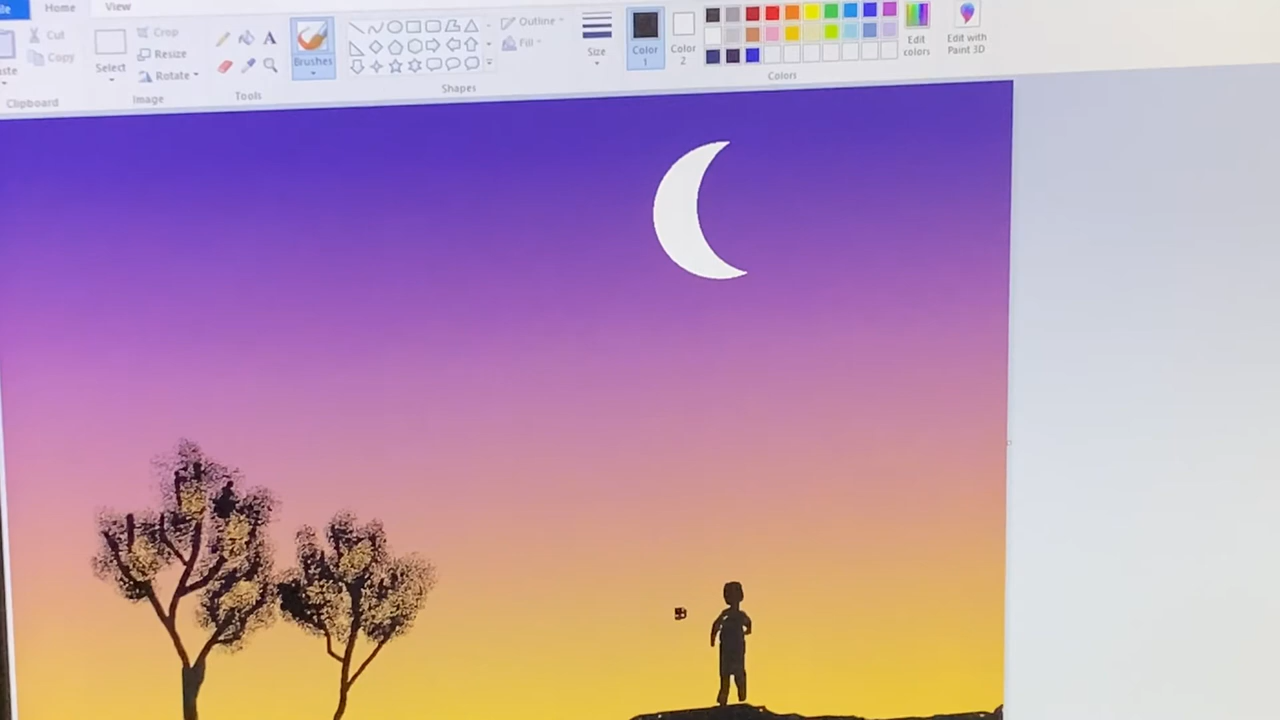 Home View
Cut
Copy
Clipboard
Select
Crop
Resize
Rotate
Image
A
Tools
Brushes
Outline
Fill
Shapes
Size
Color 1
Color 2
Edit colors
Edit with Paint 3D
Colors